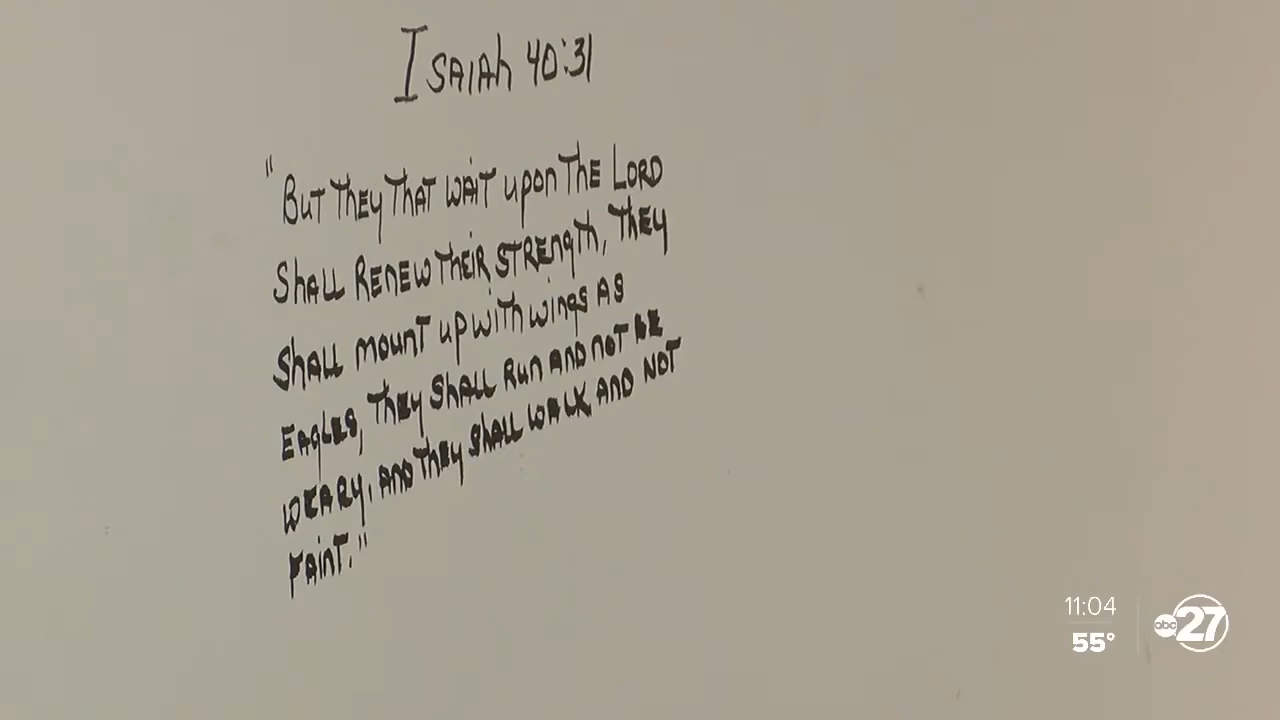 Isaiah 40:31
"But they that wait upon the Lord
shall renew their strength, they
shall mount up with wings as
eagles, they shall run and not be
weary, and they shall walk and not
faint."
11:04
55°
abc 27